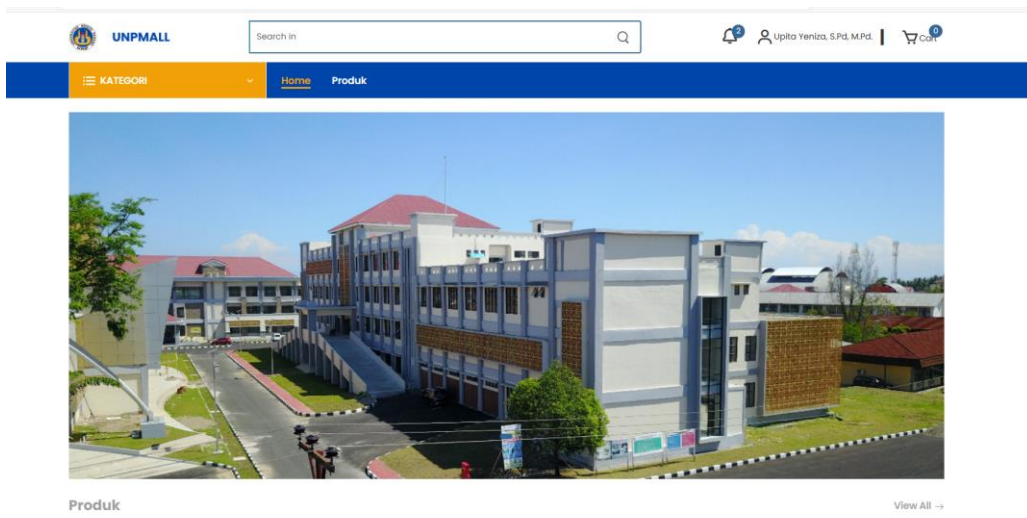 UNPMALL
Search in
2
Upita Yeniza, S.Pd, M.Pd.
Cart
0
KATEGORI
Home
Produk
Produk
View All →